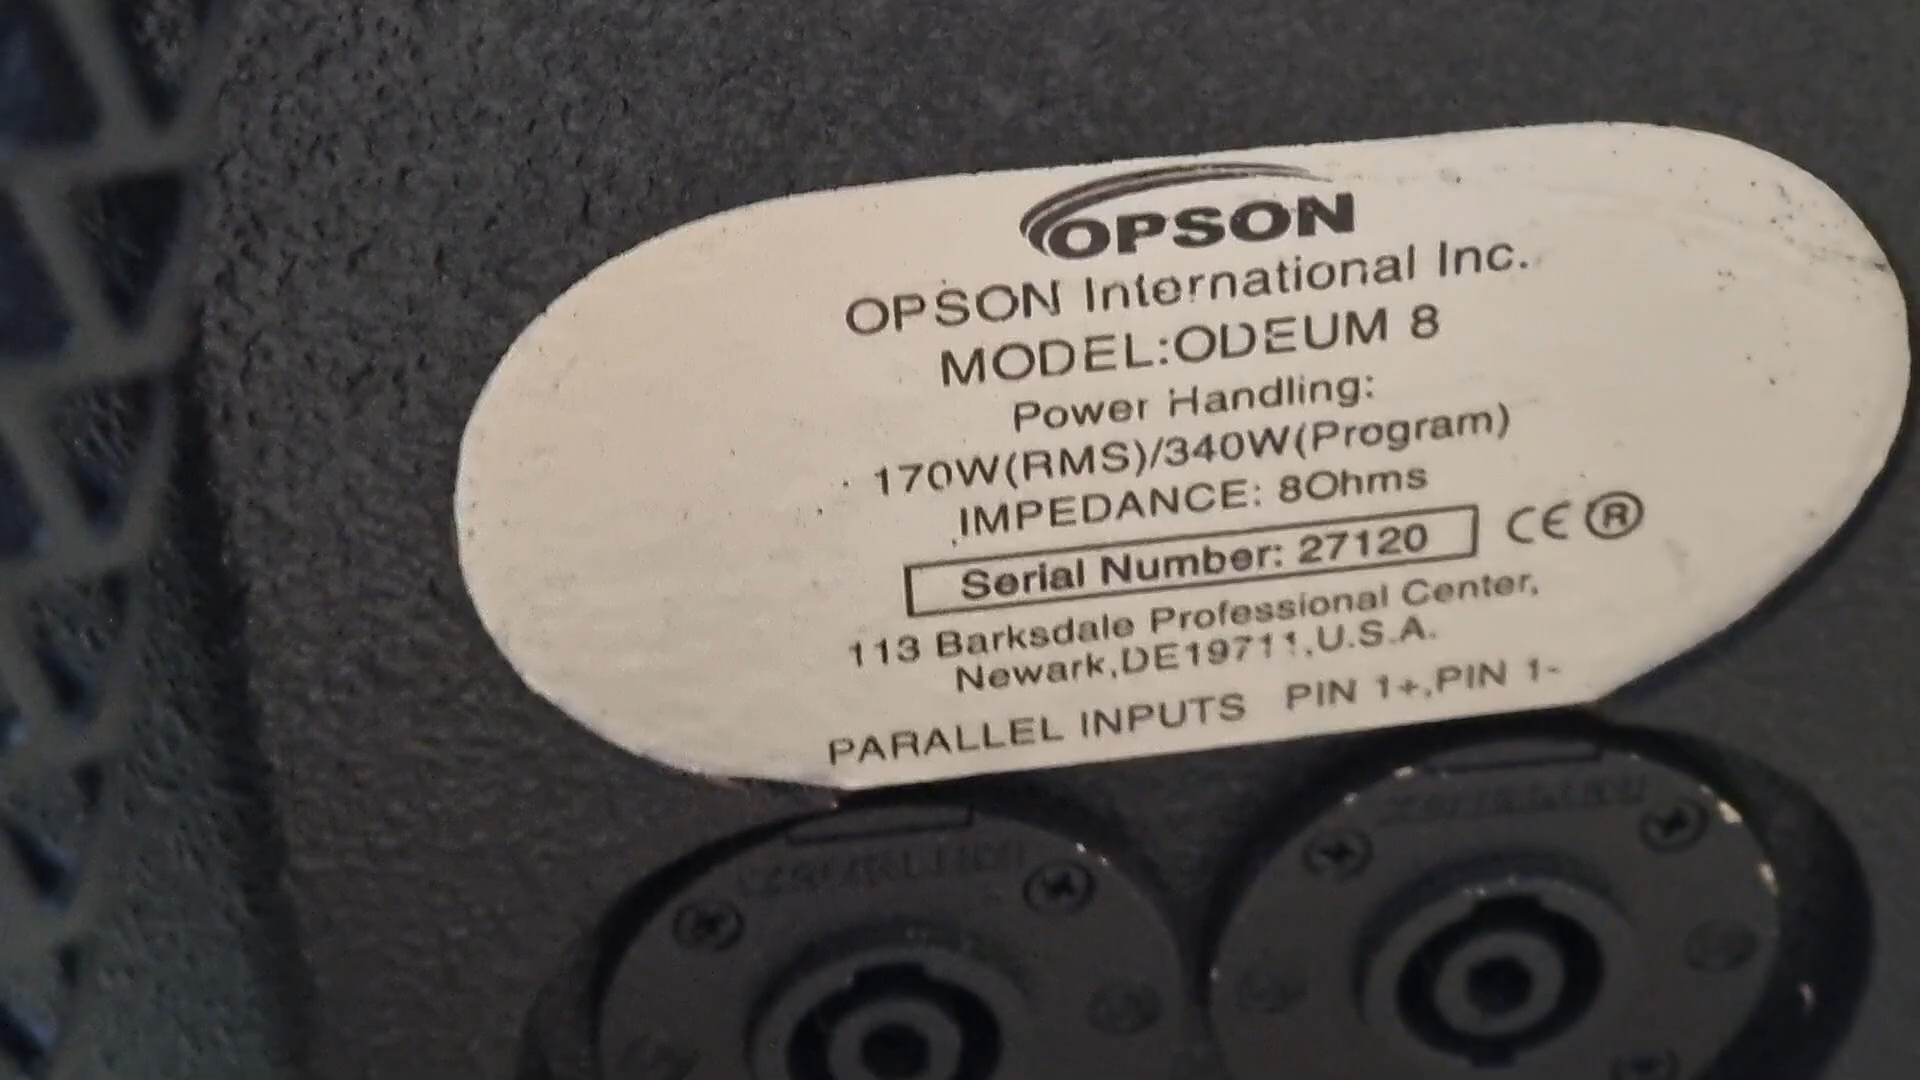 OPSON
OPSON International Inc.
MODEL:ODEUM 8
Power Handling:
170W(RMS)/340W(Program)
IMPEDANCE: 8Ohms
Serial Number: 27120 CE ®
113 Barksdale Professional Center,
Newark,DE19711,U.S.A.
PARALLEL INPUTS PIN 1+,PIN 1-